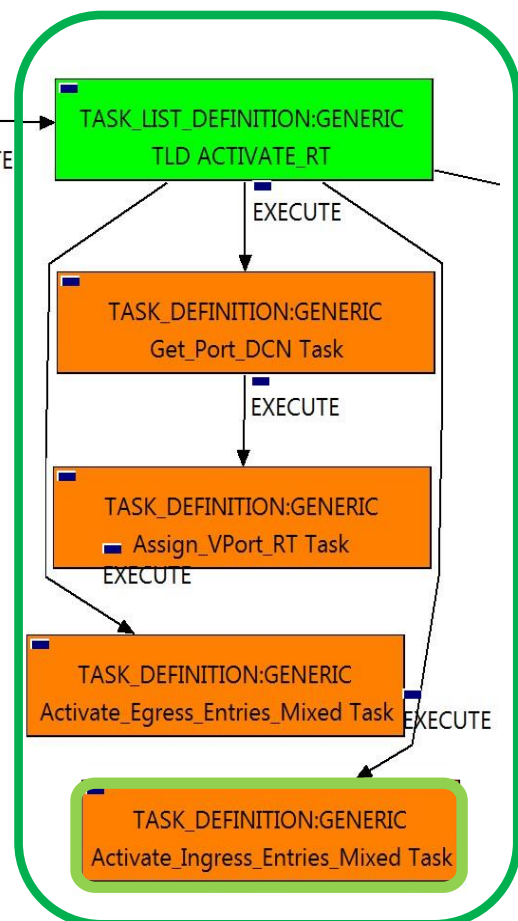 TASK_LIST_DEFINITION:GENERIC
TLD ACTIVATE_RT
EXECUTE
TASK_DEFINITION:GENERIC
Get_Port_DCN Task
EXECUTE
TASK_DEFINITION:GENERIC
Assign_VPort_RT Task
EXECUTE
TASK_DEFINITION:GENERIC
Activate_Egress_Entries_Mixed Task
EXECUTE
TASK_DEFINITION:GENERIC
Activate_Ingress_Entries_Mixed Task